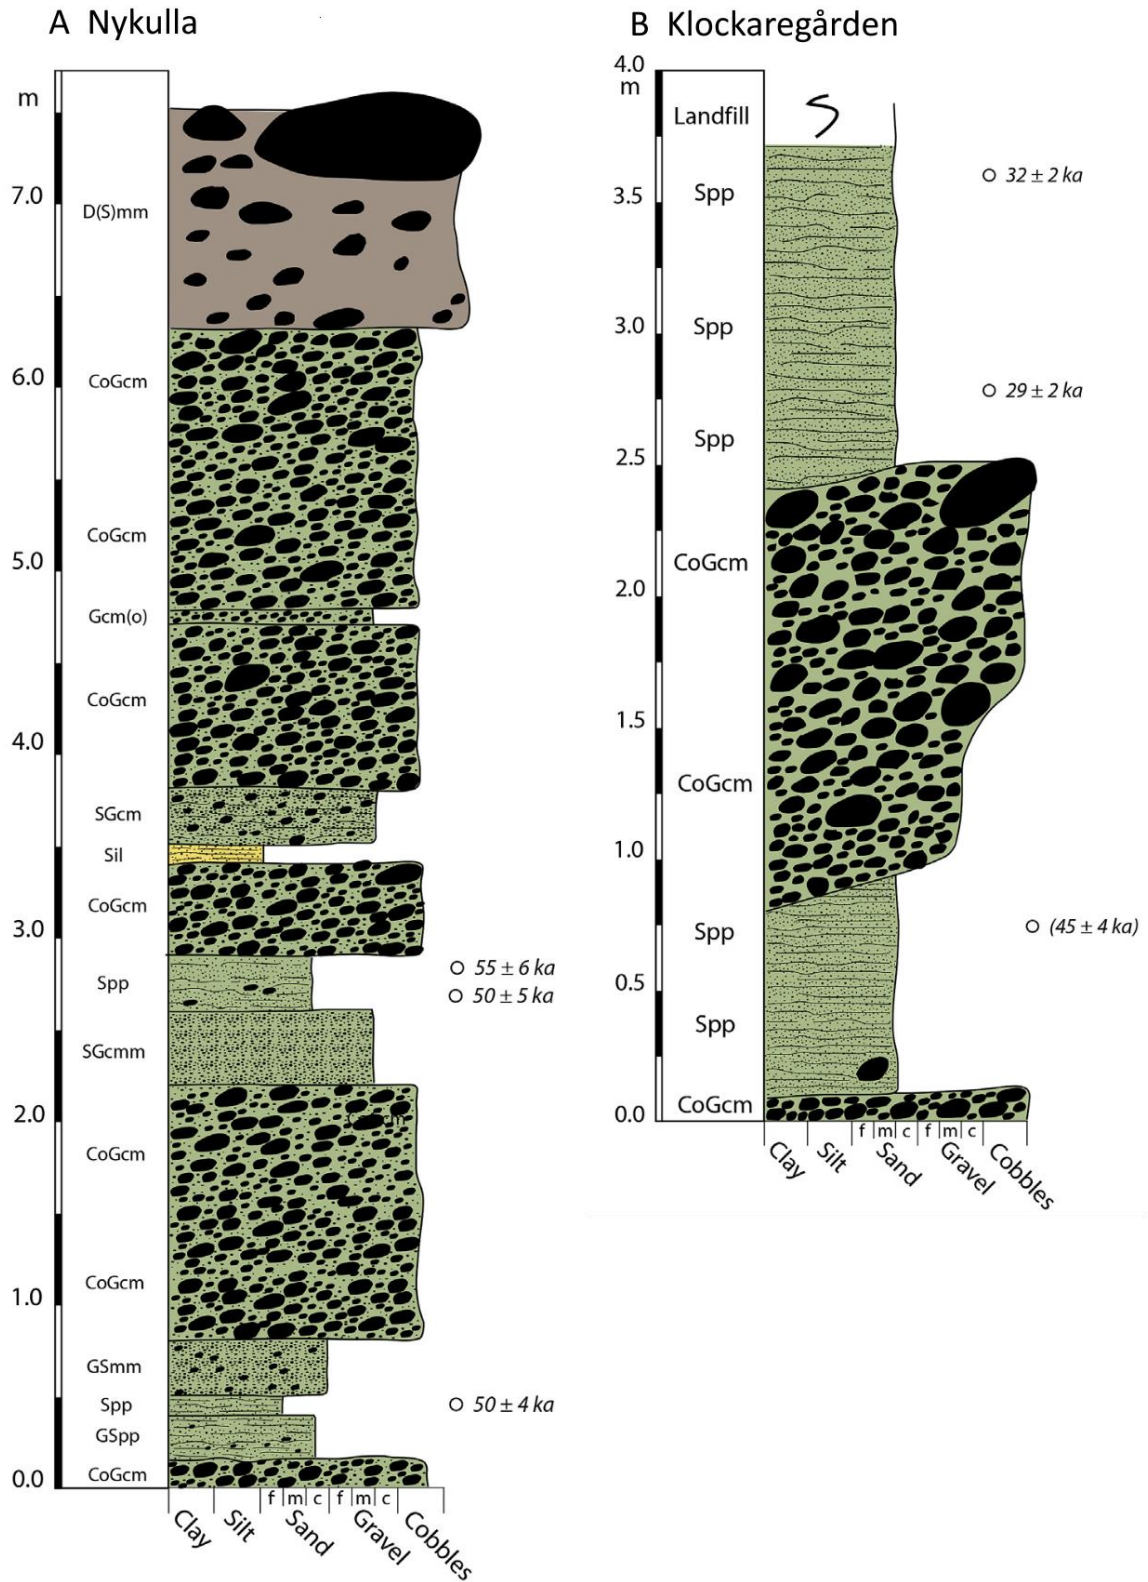 A Nykulla
m
7.0
D(S)mm
CoGcm
6.0
CoGcm
5.0
Gcm(o)
CoGcm
4.0
SGcm
Sil
CoGcm
3.0
55 ± 6 ka
Spp
50 ± 5 ka
SGcmm
2.0
CoGcm
CoGcm
1.0
GSmm
Spp
50 ± 4 ka
GSpp
CoGcm
0.0
f m c f m c
Clay Silt Sand Gravel Cobbles
B Klockaregården
4.0
m
Landfill
32 ± 2 ka
Spp
3.5
Spp
3.0
29 ± 2 ka
Spp
2.5
CoGcm
2.0
1.5
CoGcm
1.0
Spp
(45 ± 4 ka)
0.5
Spp
CoGcm
0.0
f m c f m c
Clay Silt Sand Gravel Cobbles